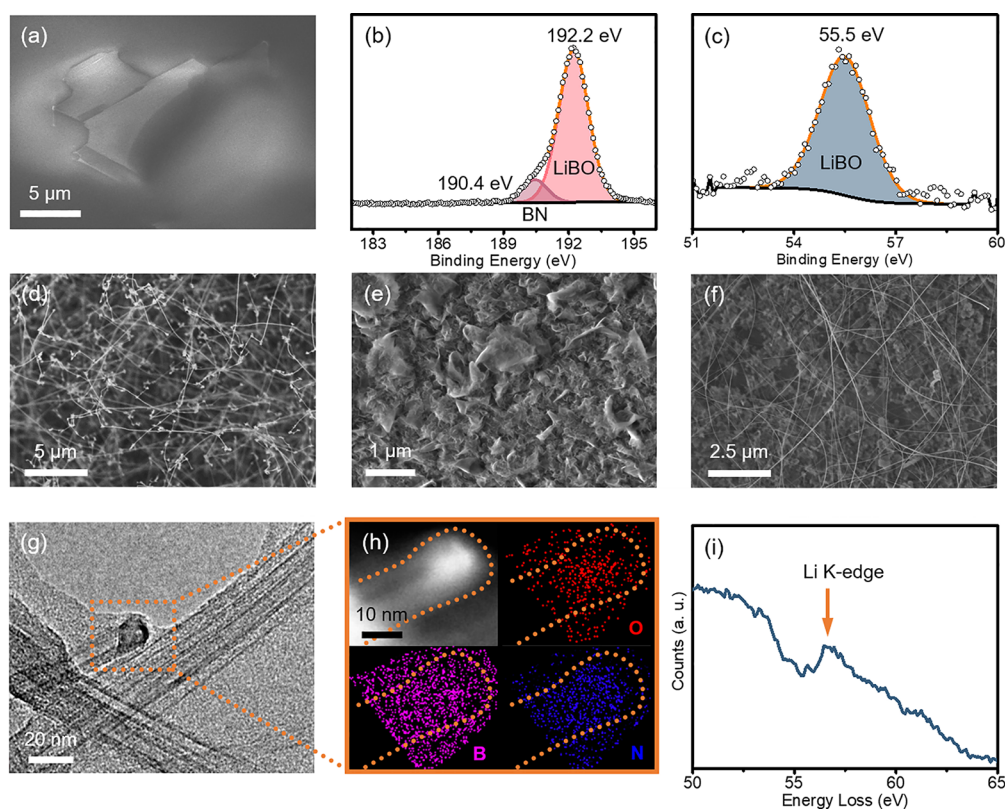 (a)
5 μm
(b)
192.2 eV
190.4 eV
LiBO
BN
183 186 189 192 195
Binding Energy (eV)
(c)
55.5 eV
LiBO
51 54 57 60
Binding Energy (eV)
(d)
5 μm
(e)
1 μm
(f)
2.5 μm
(g)
20 nm
(h)
10 nm
O
B
N
(i)
Li K-edge
Counts (a. u.)
50 55 60 65
Energy Loss (eV)